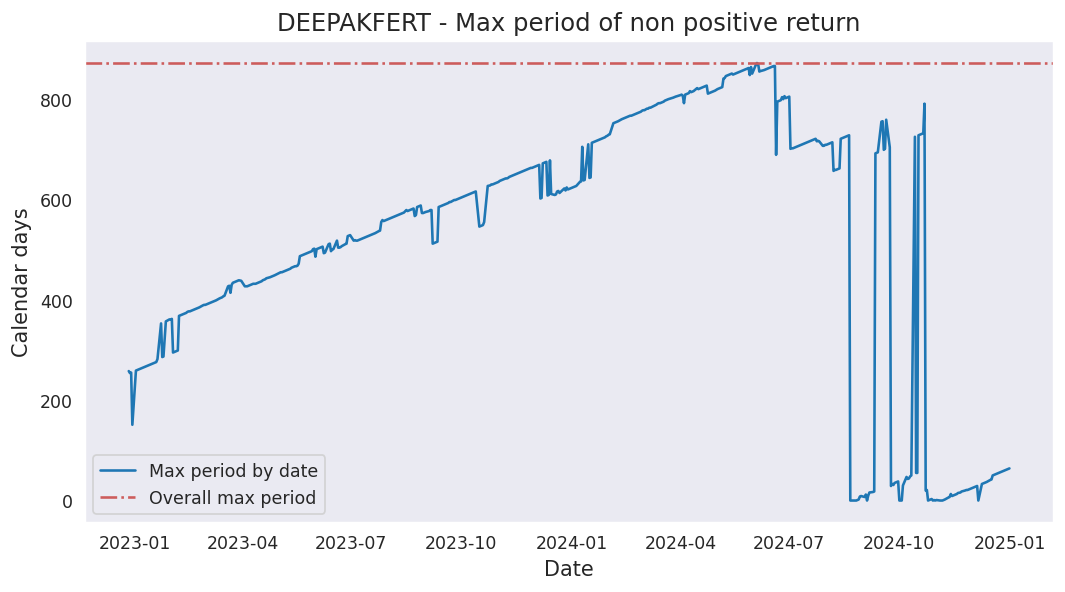 DEEPAKFERT - Max period of non positive return
Calendar days
800
600
400
200
0
Max period by date
Overall max period
2023-01 2023-04 2023-07 2023-10 2024-01 2024-04 2024-07 2024-10 2025-01
Date